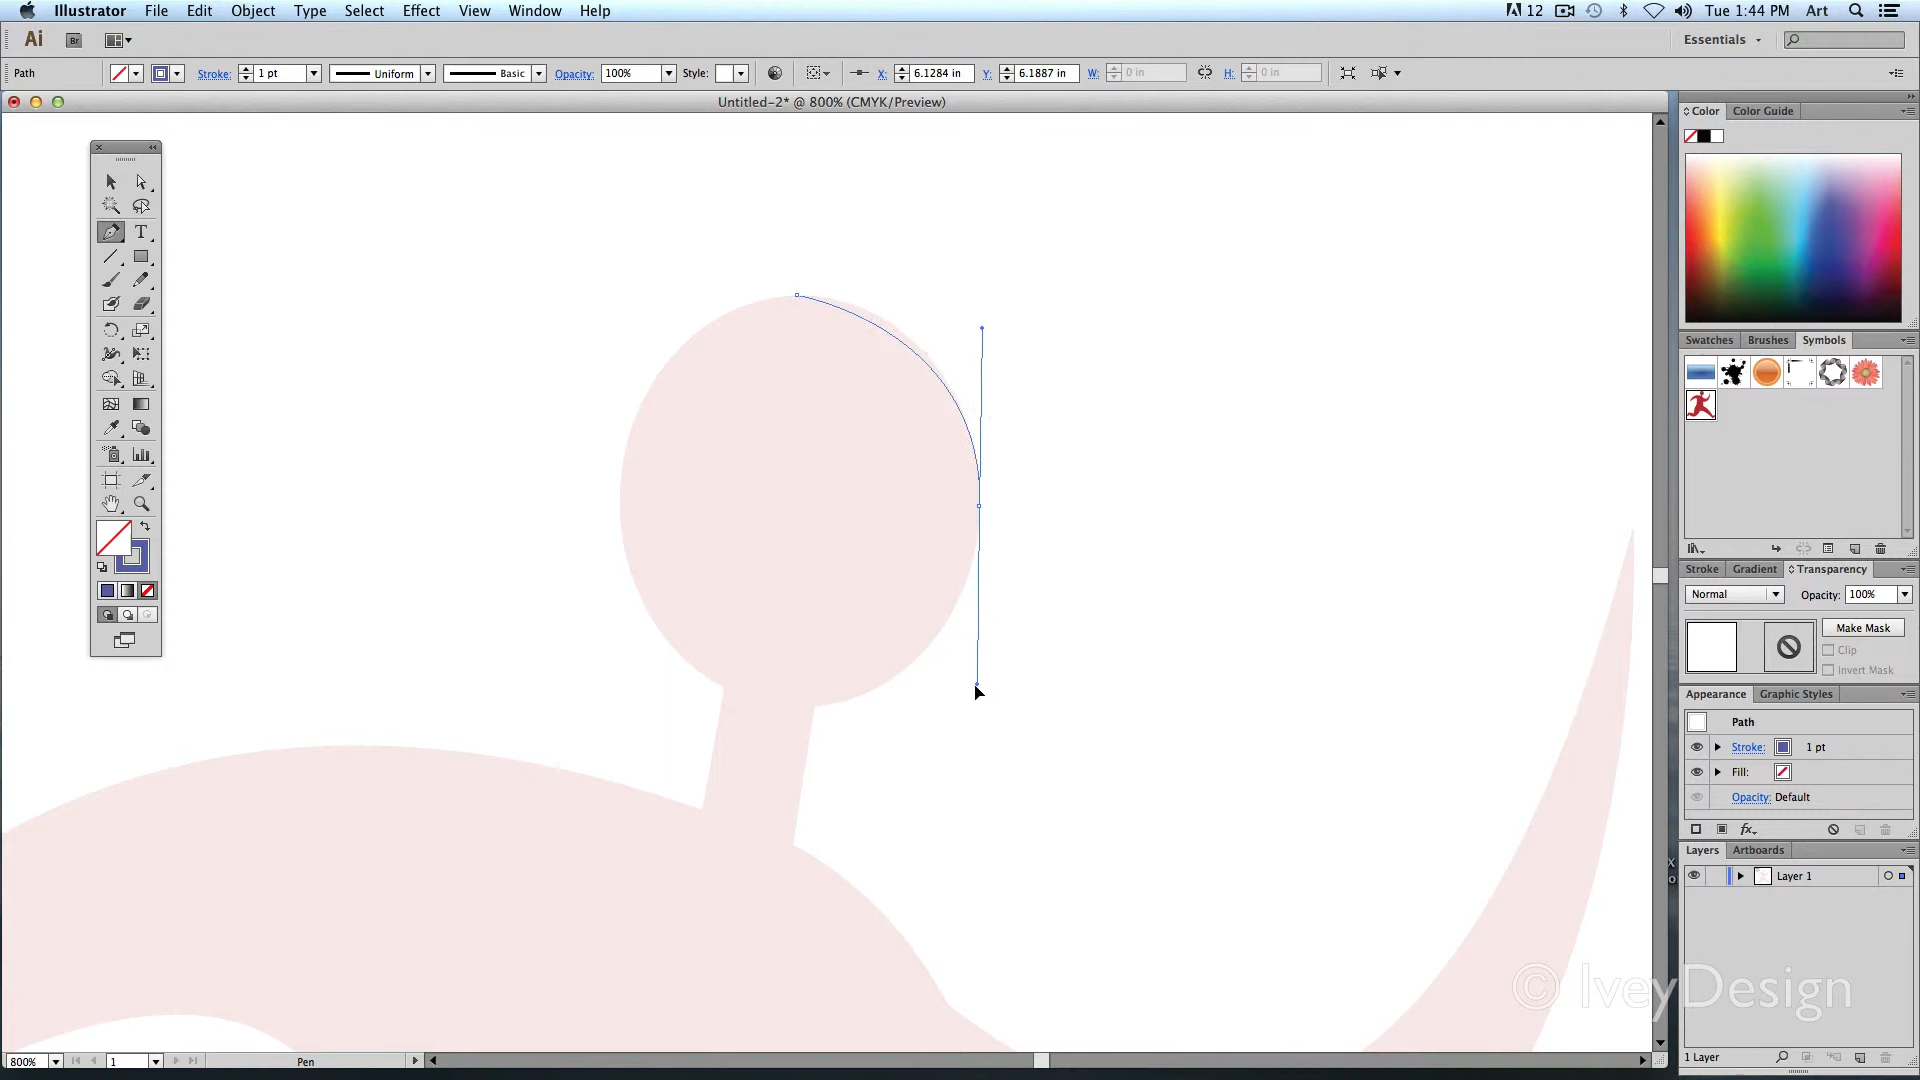 Illustrator File Edit Object Type Select Effect View Window Help 12 Tue 1:44 PM Art
Ai Br Essentials
Path Stroke: 1 pt Uniform Basic Opacity: 100% Style: X: 6.1284 in Y: 6.1887 in W: 0 in H: 0 in
Untitled-2* @ 800% (CMYK/Preview)
Color Color Guide
T
Swatches Brushes Symbols
Stroke Gradient Transparency
Normal Opacity: 100%
Make Mask
Clip
Invert Mask
Appearance Graphic Styles
Path
Stroke: 1 pt
Fill:
Opacity: Default
fx
Layers Artboards
X
o
Layer 1
© IveyDesign
1 Layer
800% 1 Pen